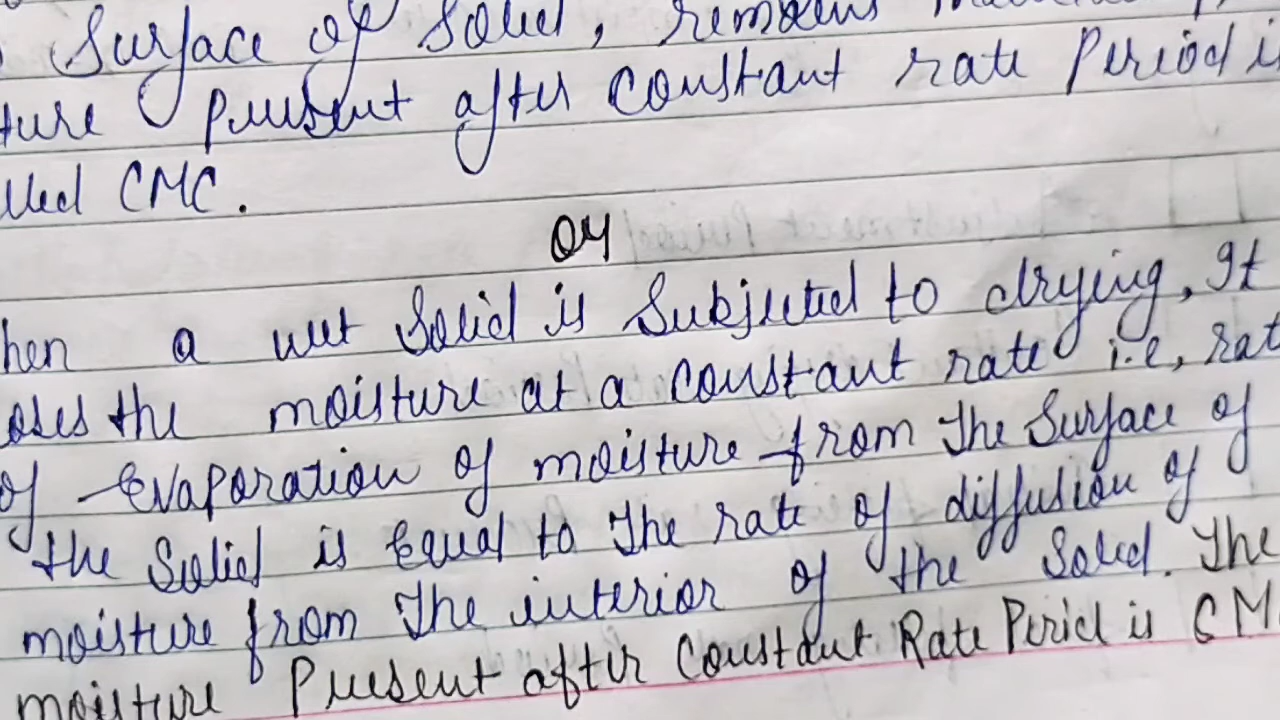 Surface of Solid, remains
ture Present after constant rate Period is
lled CMC.
or
hen a wet Solid is Subjected to drying, It
oses the moisture at a constant rate i.e, rat
of Evaporation of moisture from The Surface of
the Solid is Equal to The rate of diffusion of
moisture from The interior of the Solid. The
moisture Present after Constant Rate Period is CM